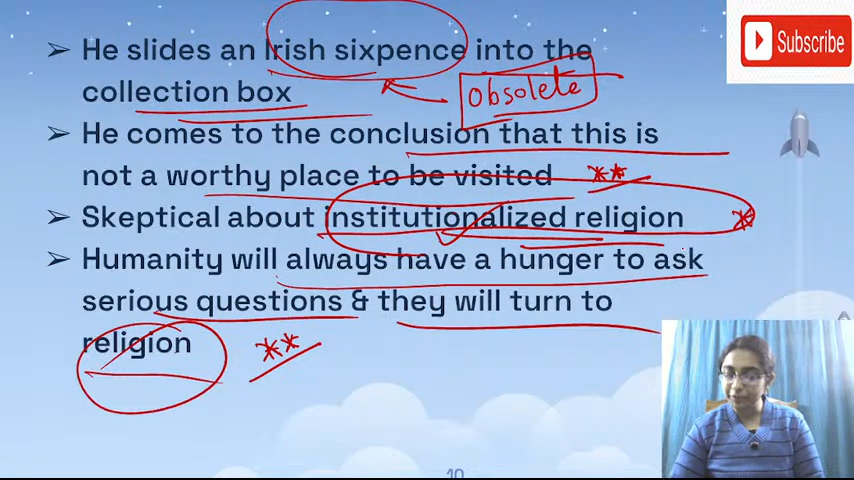 Subscribe
➢ He slides an Irish sixpence into the
collection box
Obsolete
➢ He comes to the conclusion that this is
not a worthy place to be visited **
➢ Skeptical about institutionalized religion *
➢ Humanity will always have a hunger to ask
serious questions & they will turn to
religion **
10